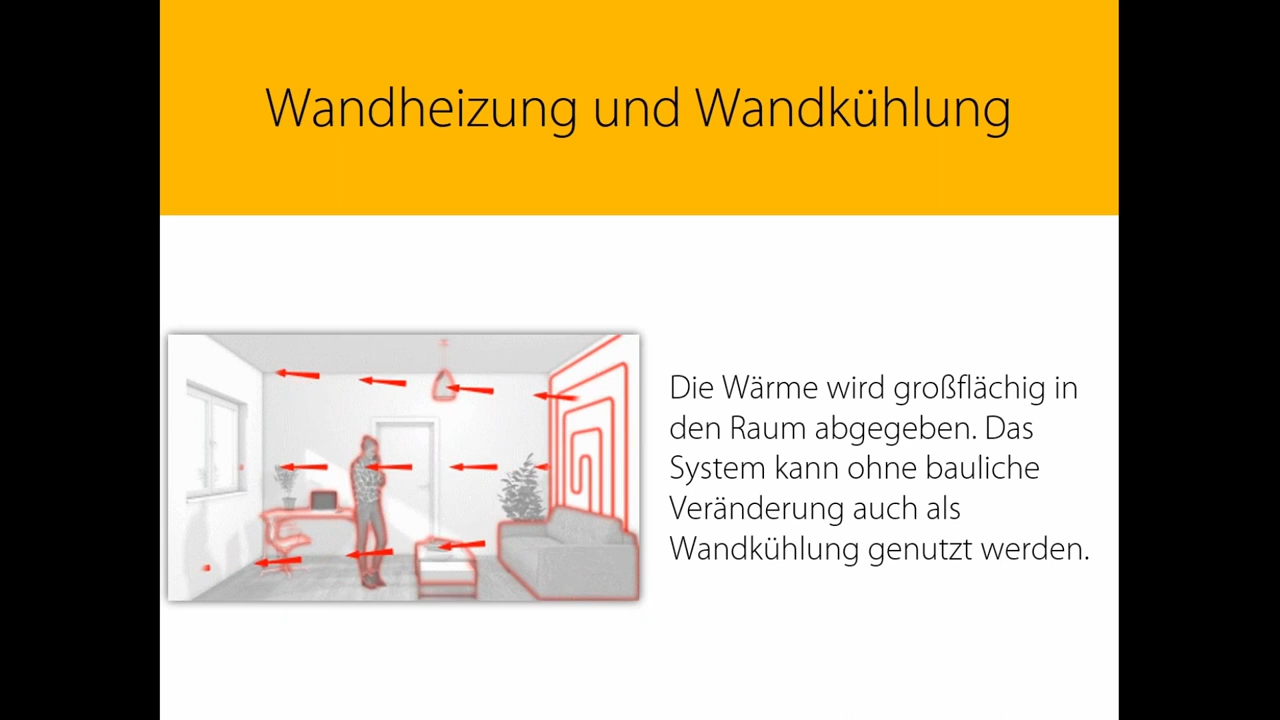 Wandheizung und Wandkühlung
Die Wärme wird großflächig in
den Raum abgegeben. Das
System kann ohne bauliche
Veränderung auch als
Wandkühlung genutzt werden.